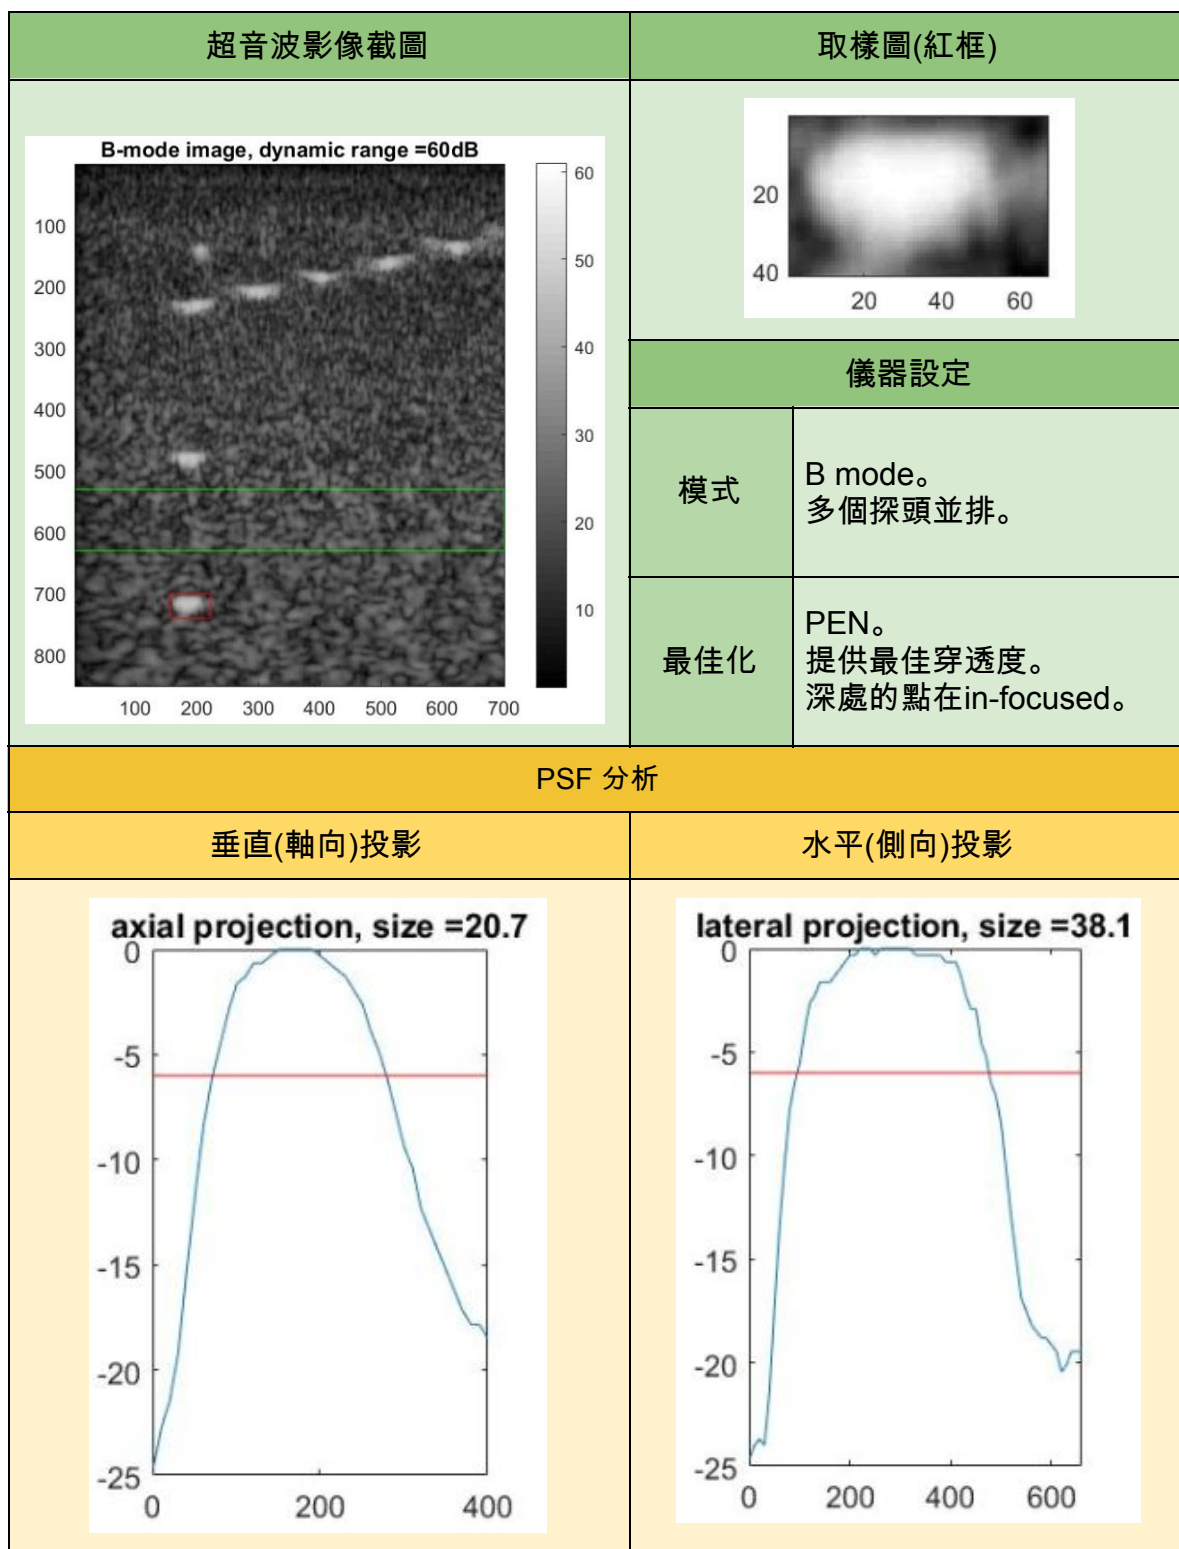 超音波影像截圖
取樣圖(紅框)
B-mode image, dynamic range =60dB
100
200
300
400
500
600
700
800
100 200 300 400 500 600 700
60
50
40
30
20
10
20
40
20 40 60
儀器設定
模式
B mode。
多個探頭並排。
最佳化
PEN。
提供最佳穿透度。
深處的點在in-focused。
PSF 分析
垂直(軸向)投影
水平(側向)投影
axial projection, size =20.7
0
-5
-10
-15
-20
-25
0 200 400
lateral projection, size =38.1
0
-5
-10
-15
-20
-25
0 200 400 600